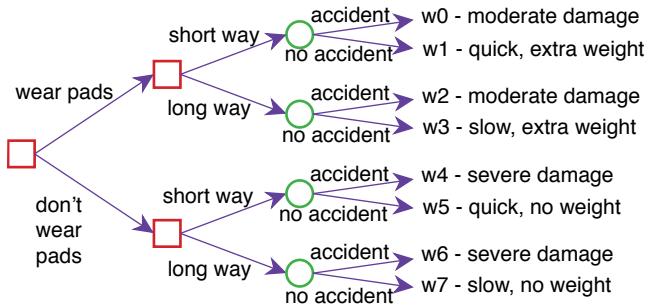 accident
w0 - moderate damage
short way
w1 - quick, extra weight
no accident
wear pads
accident
w2 - moderate damage
long way
w3 - slow, extra weight
no accident
accident
w4 - severe damage
short way
w5 - quick, no weight
no accident
don't
wear
pads
accident
w6 - severe damage
long way
w7 - slow, no weight
no accident